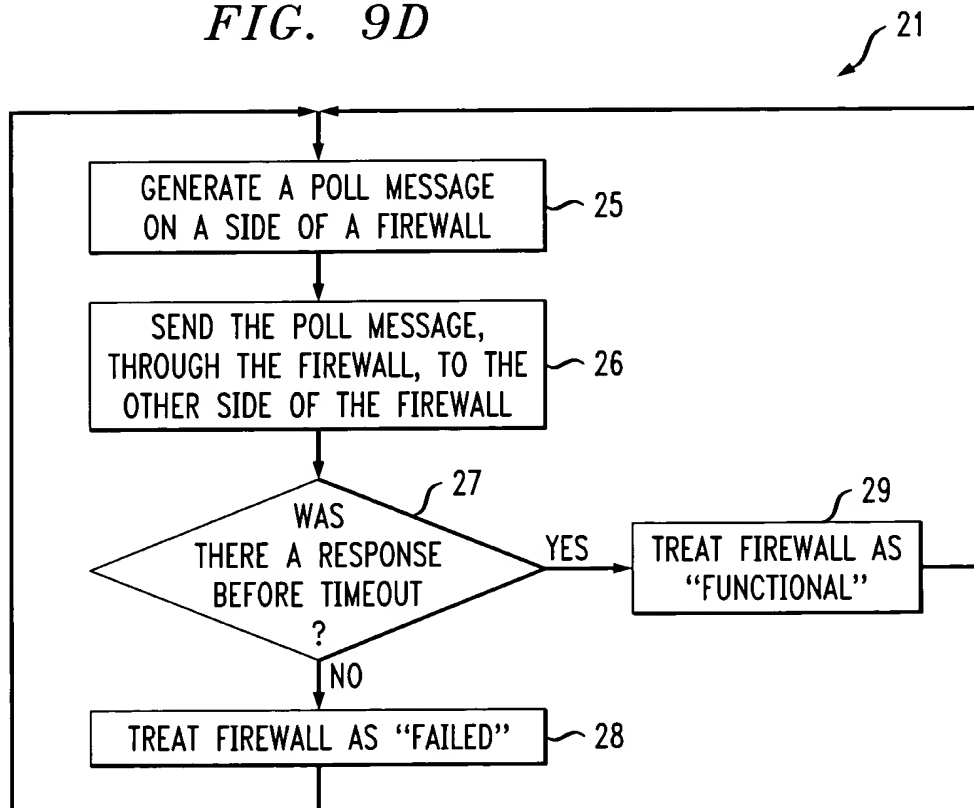 FIG. 9D
21
GENERATE A POLL MESSAGE
ON A SIDE OF A FIREWALL
25
SEND THE POLL MESSAGE,
THROUGH THE FIREWALL, TO THE
OTHER SIDE OF THE FIREWALL
26
WAS
THERE A RESPONSE
BEFORE TIMEOUT
?
27
YES
TREAT FIREWALL AS
“FUNCTIONAL”
29
NO
TREAT FIREWALL AS “FAILED”
28